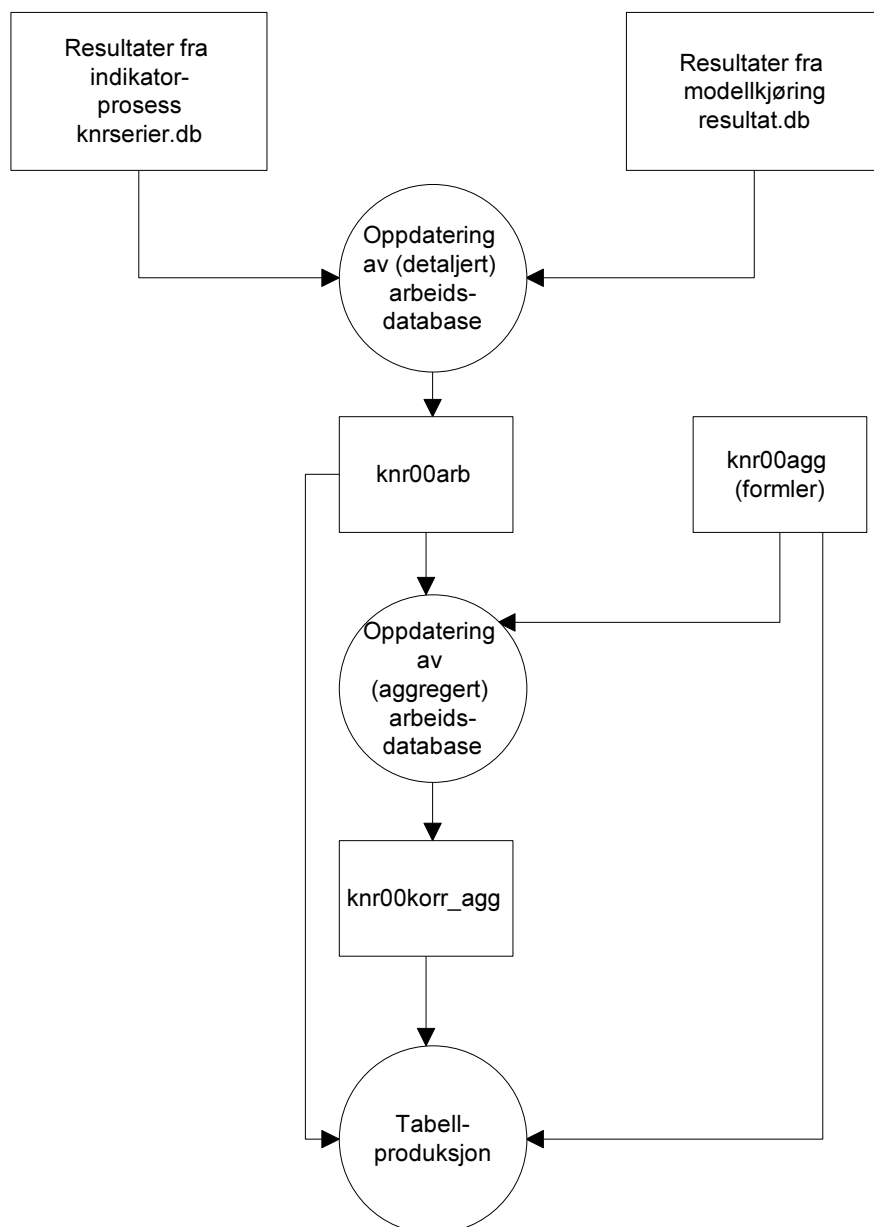 Resultater fra
indikator-
prosess
knrserier.db
Resultater fra
modellkjøring
resultat.db
Oppdatering
av (detaljert)
arbeids-
database
knr00arb
knr00agg
(formler)
Oppdatering
av
(aggregert)
arbeids-
database
knr00korr_agg
Tabell-
produksjon